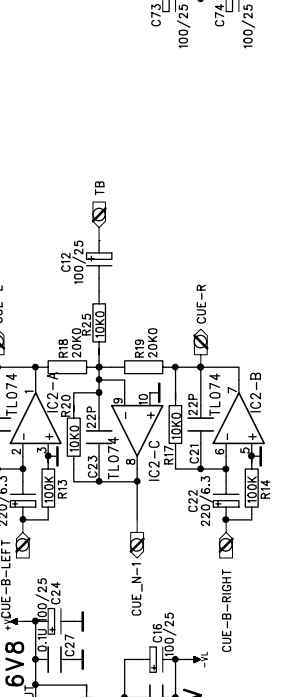 C73
100/25
C74
100/25
TB
C12
100/25
R25
10K0
R18
20K0
R19
20K0
CUE-R
1
IC2-A
TL074
2
3
R20
10K0
22P
C23
TL074
9
10
8
IC2-C
R17
10K0
22P
C21
TL074
7
IC2-B
6
5
220/6.3
100K
R13
C22
220/6.3
100K
R14
CUE-B-LEFT
CUE_N-1
CUE-B-RIGHT
6V8
+V
0.1U
C27
100/25
C24
C16
100/25
-VL